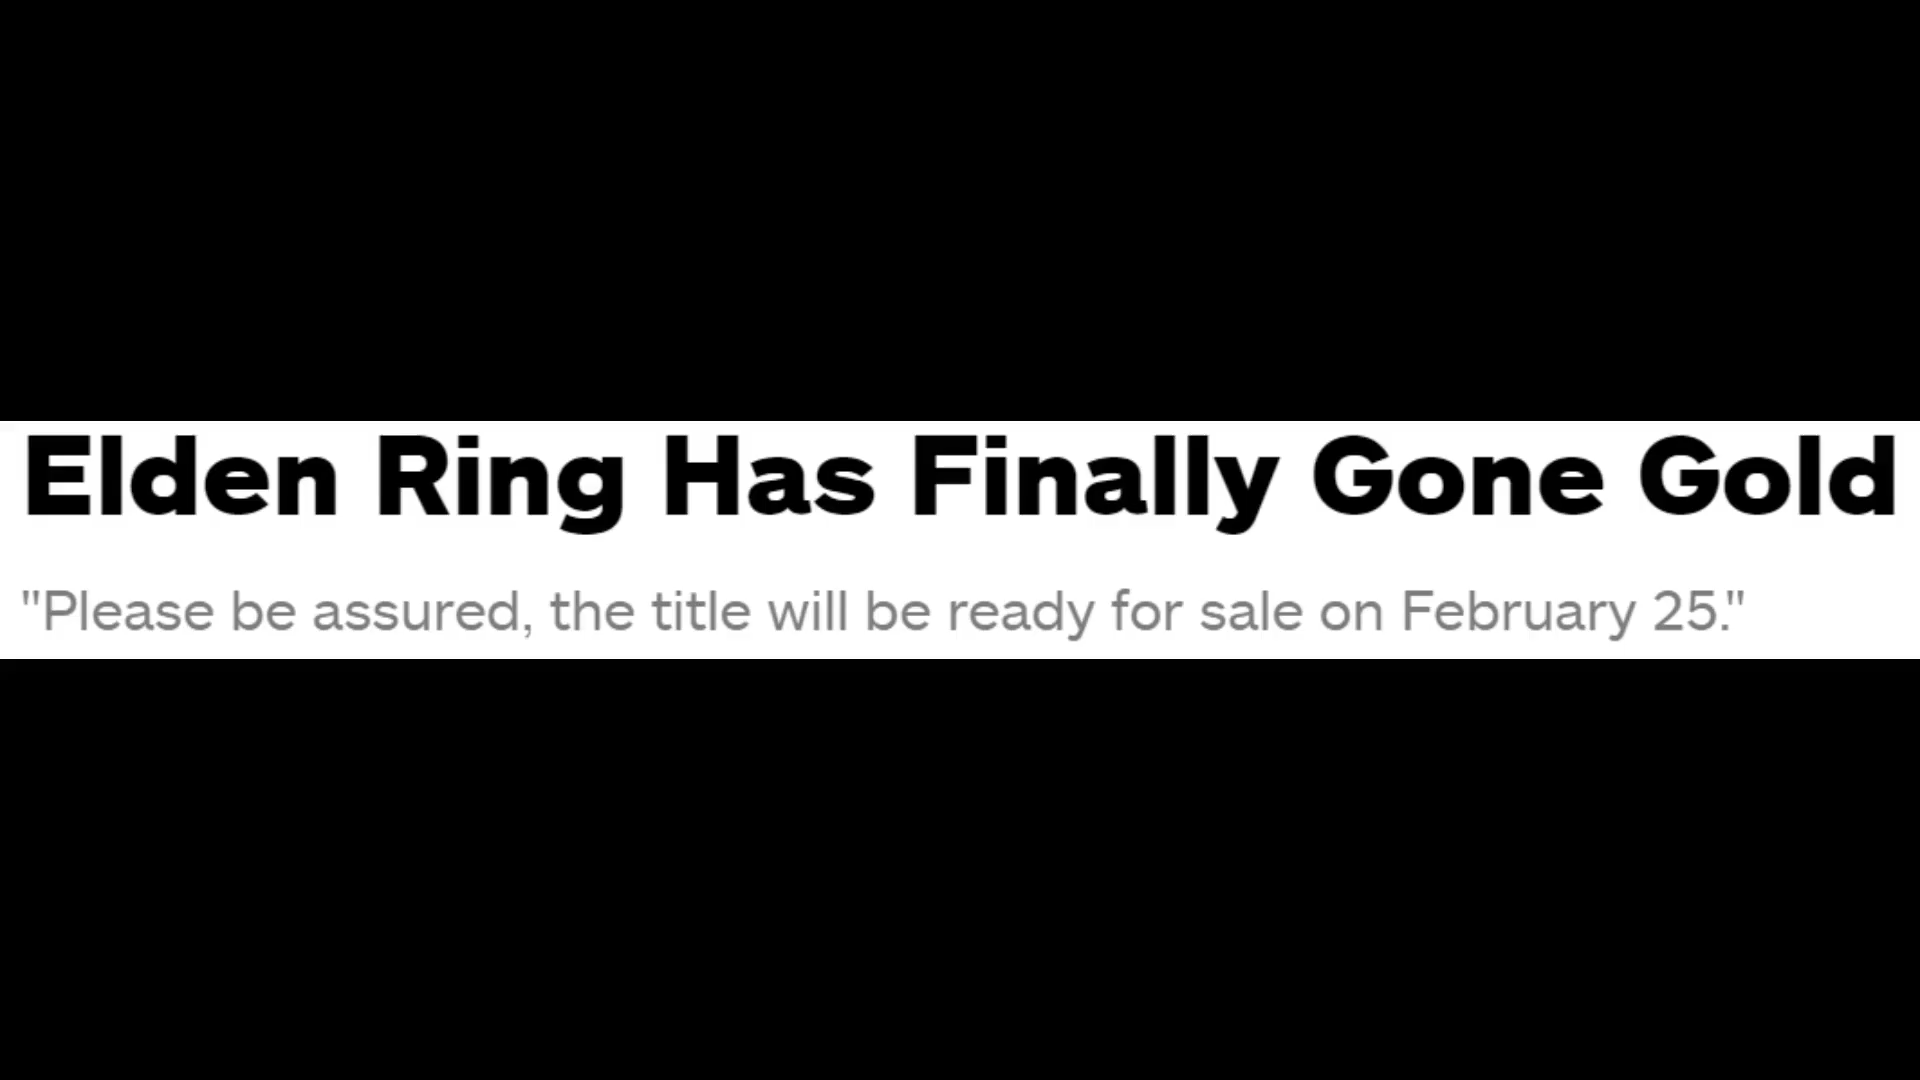 Elden Ring Has Finally Gone Gold
"Please be assured, the title will be ready for sale on February 25."